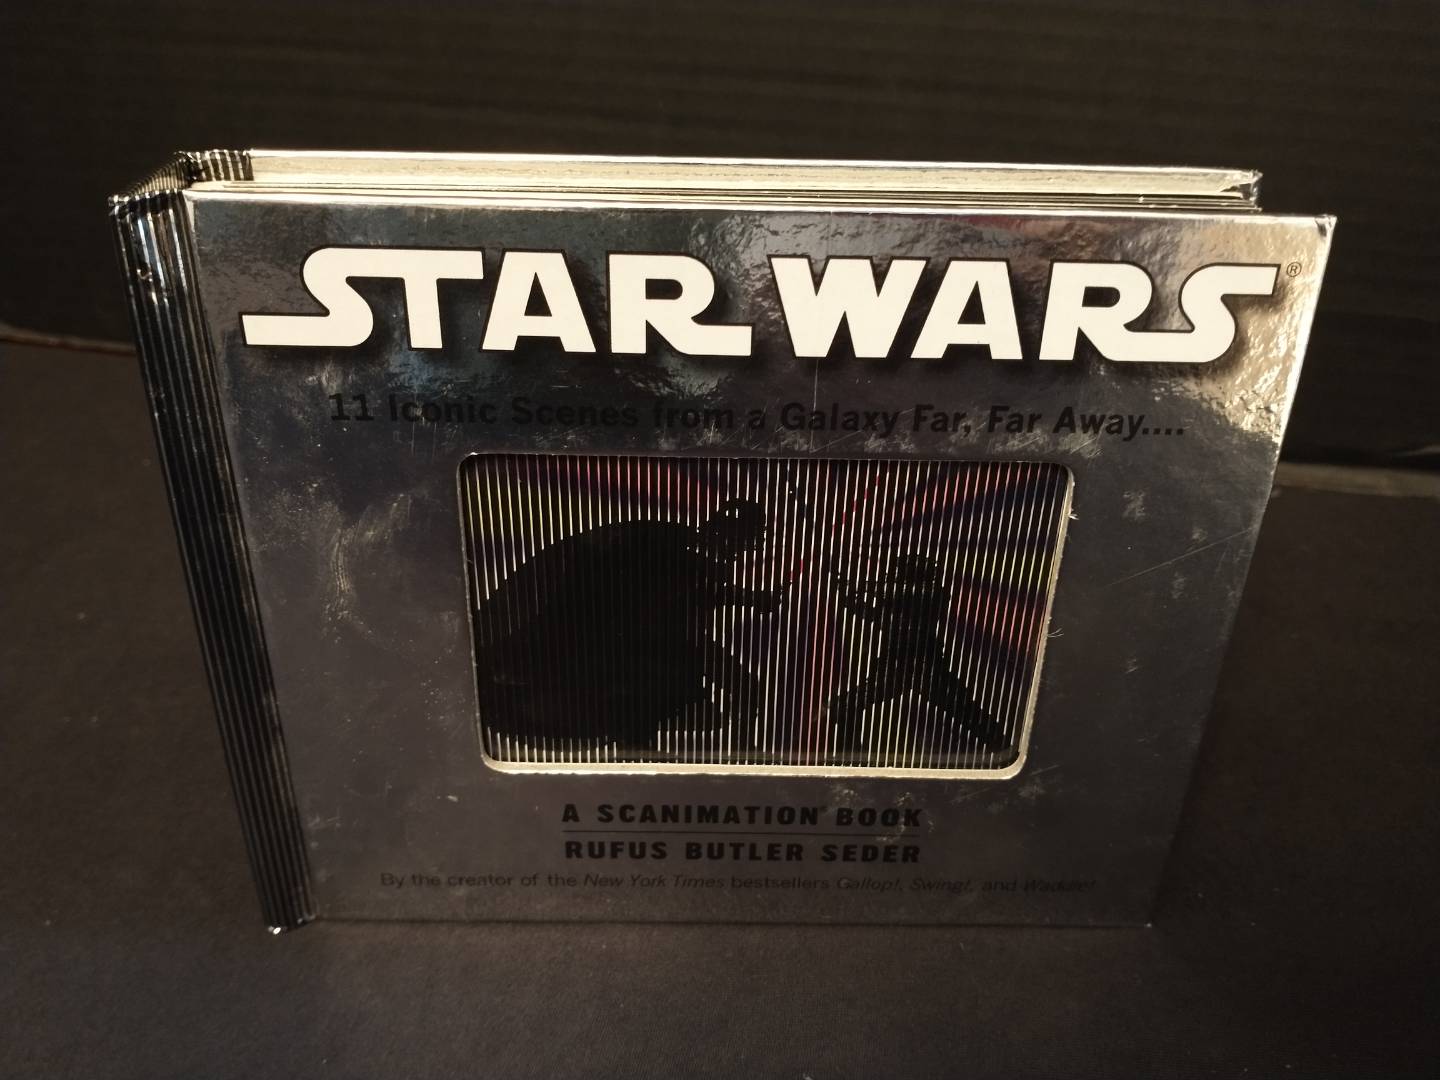 STAR WARS®
11 Iconic Scenes from a Galaxy Far, Far Away....
A SCANIMATION® BOOK
RUFUS BUTLER SEDER
By the creator of the New York Times bestsellers Gallop!, Swing!, and Waddle!